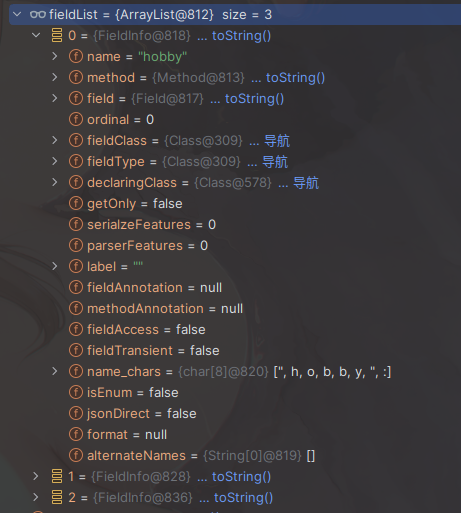 fieldList = {ArrayList@812} size = 3
0 = {FieldInfo@818} ... toString()
name = "hobby"
method = {Method@813} ... toString()
field = {Field@817} ... toString()
ordinal = 0
fieldClass = {Class@309} ... 导航
fieldType = {Class@309} ... 导航
declaringClass = {Class@578} ... 导航
getOnly = false
serialzeFeatures = 0
parserFeatures = 0
label = ""
fieldAnnotation = null
methodAnnotation = null
fieldAccess = false
fieldTransient = false
name_chars = {char[8]@820} [", h, o, b, b, y, ", :]
isEnum = false
jsonDirect = false
format = null
alternateNames = {String[0]@819} []
1 = {FieldInfo@828} ... toString()
2 = {FieldInfo@836} ... toString()